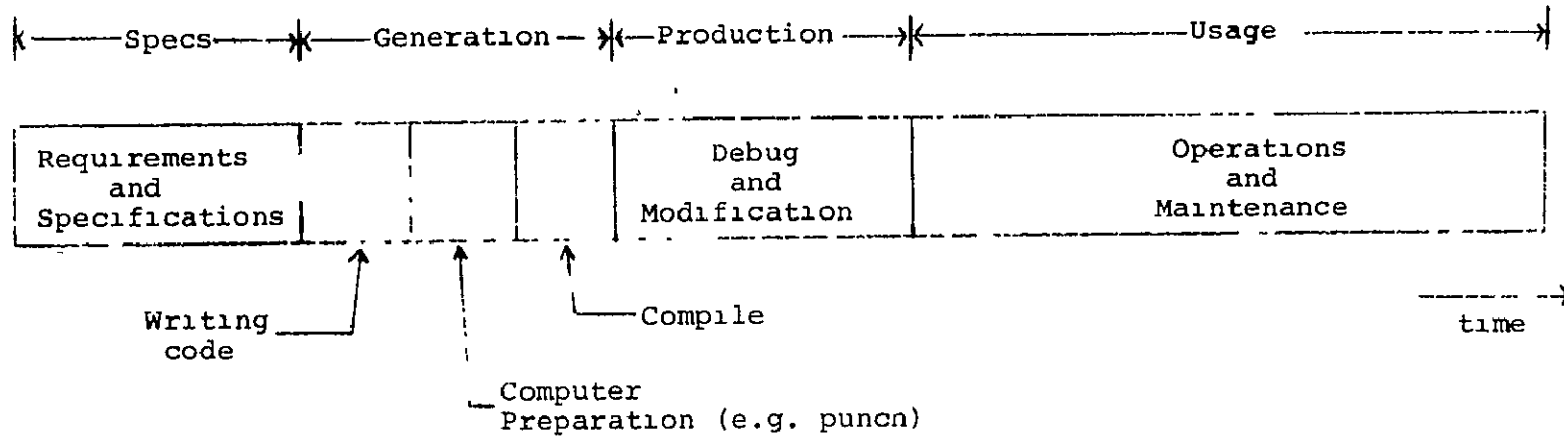 Specs Generation Production Usage
Requirements
and
Specifications
Debug
and
Modification
Operations
and
Maintenance
Writing
code
Compile
time
Computer
Preparation (e.g. puncn)